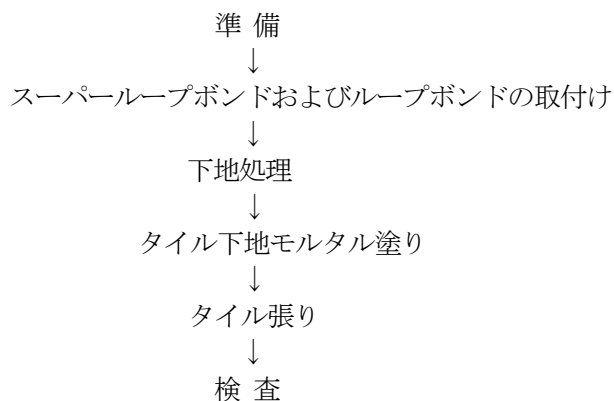 準 備
↓
スーパーループボンドおよびループボンドの取付け
↓
下地処理
↓
タイル下地モルタル塗り
↓
タイル張り
↓
検 査